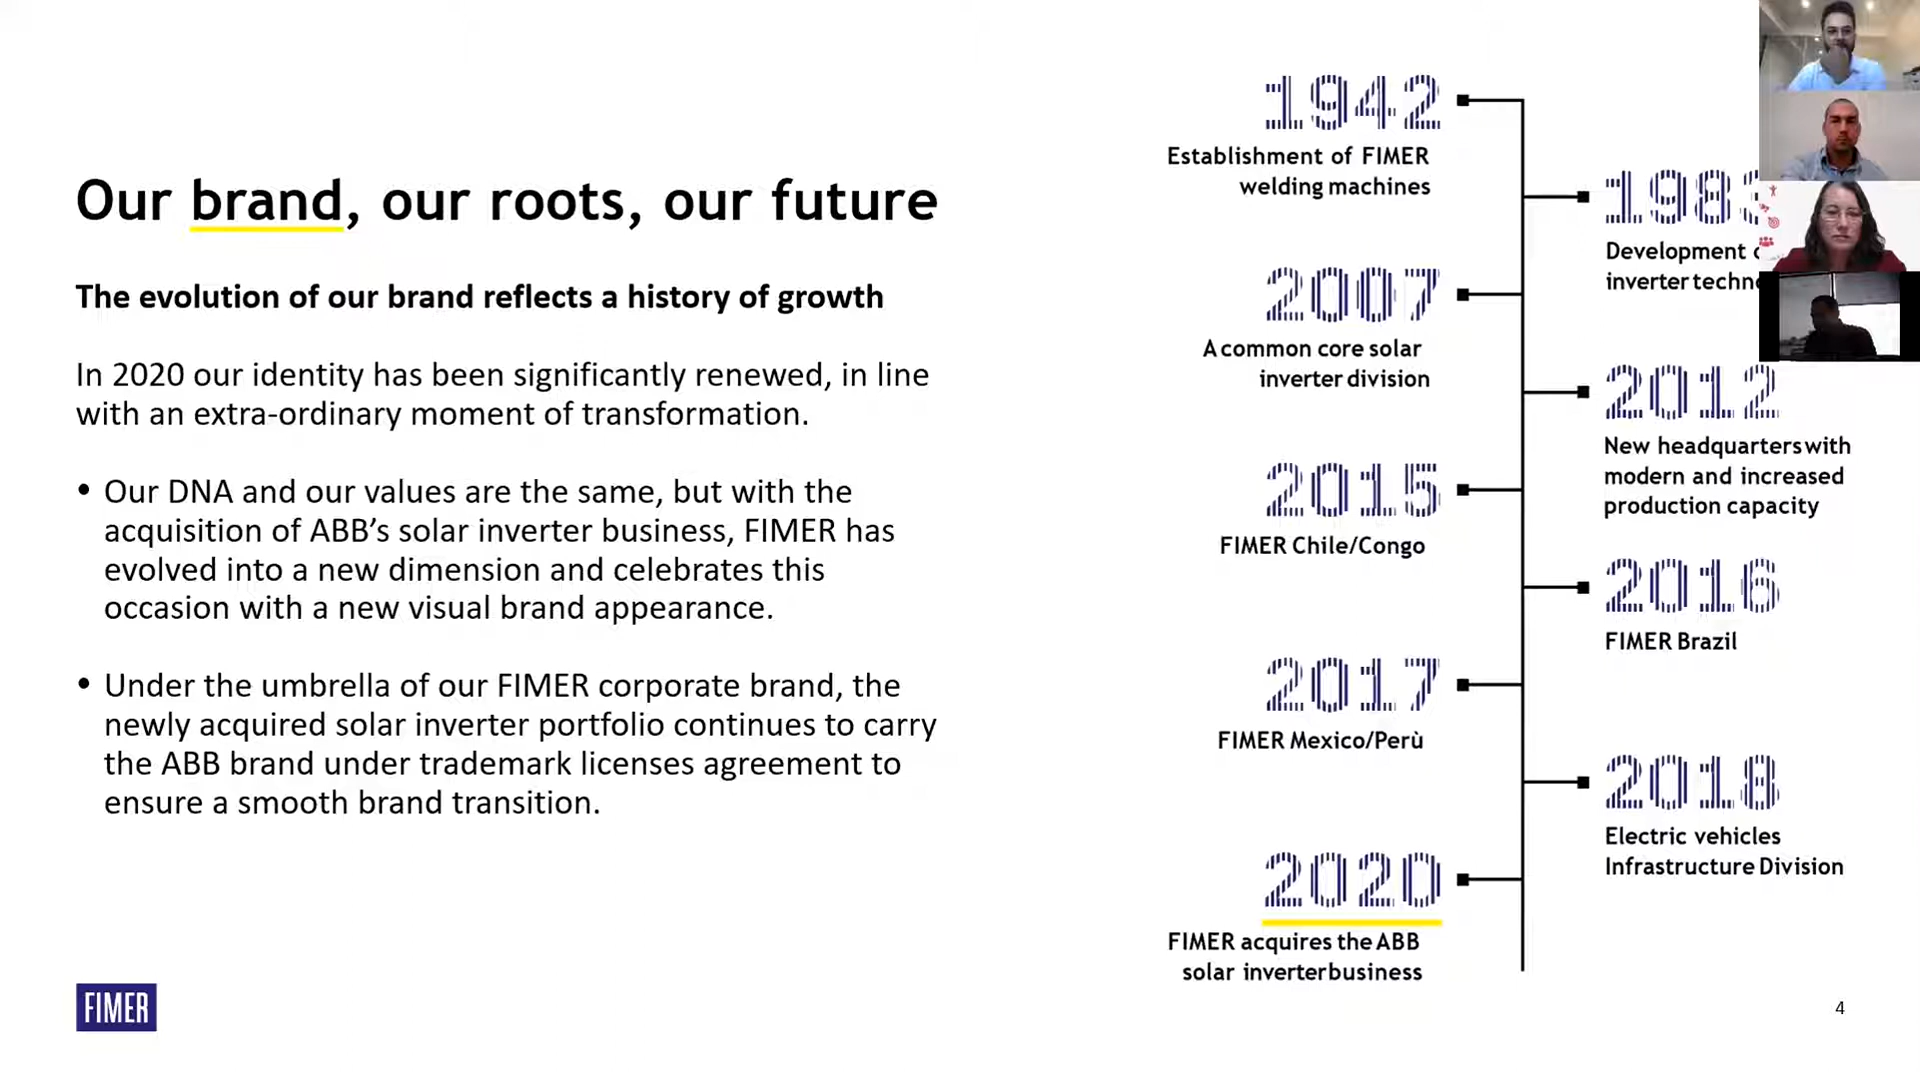 Our brand, our roots, our future
The evolution of our brand reflects a history of growth
In 2020 our identity has been significantly renewed, in line
with an extra-ordinary moment of transformation.
• Our DNA and our values are the same, but with the
acquisition of ABB’s solar inverter business, FIMER has
evolved into a new dimension and celebrates this
occasion with a new visual brand appearance.
• Under the umbrella of our FIMER corporate brand, the
newly acquired solar inverter portfolio continues to carry
the ABB brand under trademark licenses agreement to
ensure a smooth brand transition.
1942
Establishment of FIMER
welding machines
Development
inverter
2007
A common core solar
inverter division
2012
New headquarters with
modern and increased
production capacity
2015
FIMER Chile/Congo
2016
FIMER Brazil
2017
FIMER Mexico/Perù
2018
Electric vehicles
Infrastructure Division
2020
FIMER acquires the ABB
solar inverter business
FIMER
4